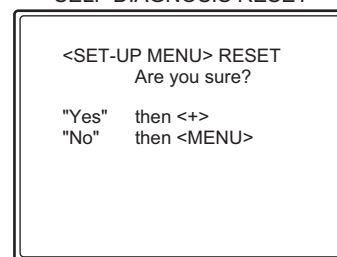 SELF DIAGNOSIS RESET
<SET-UP MENU> RESET
Are you sure?
"Yes" then <+>
"No" then <MENU>